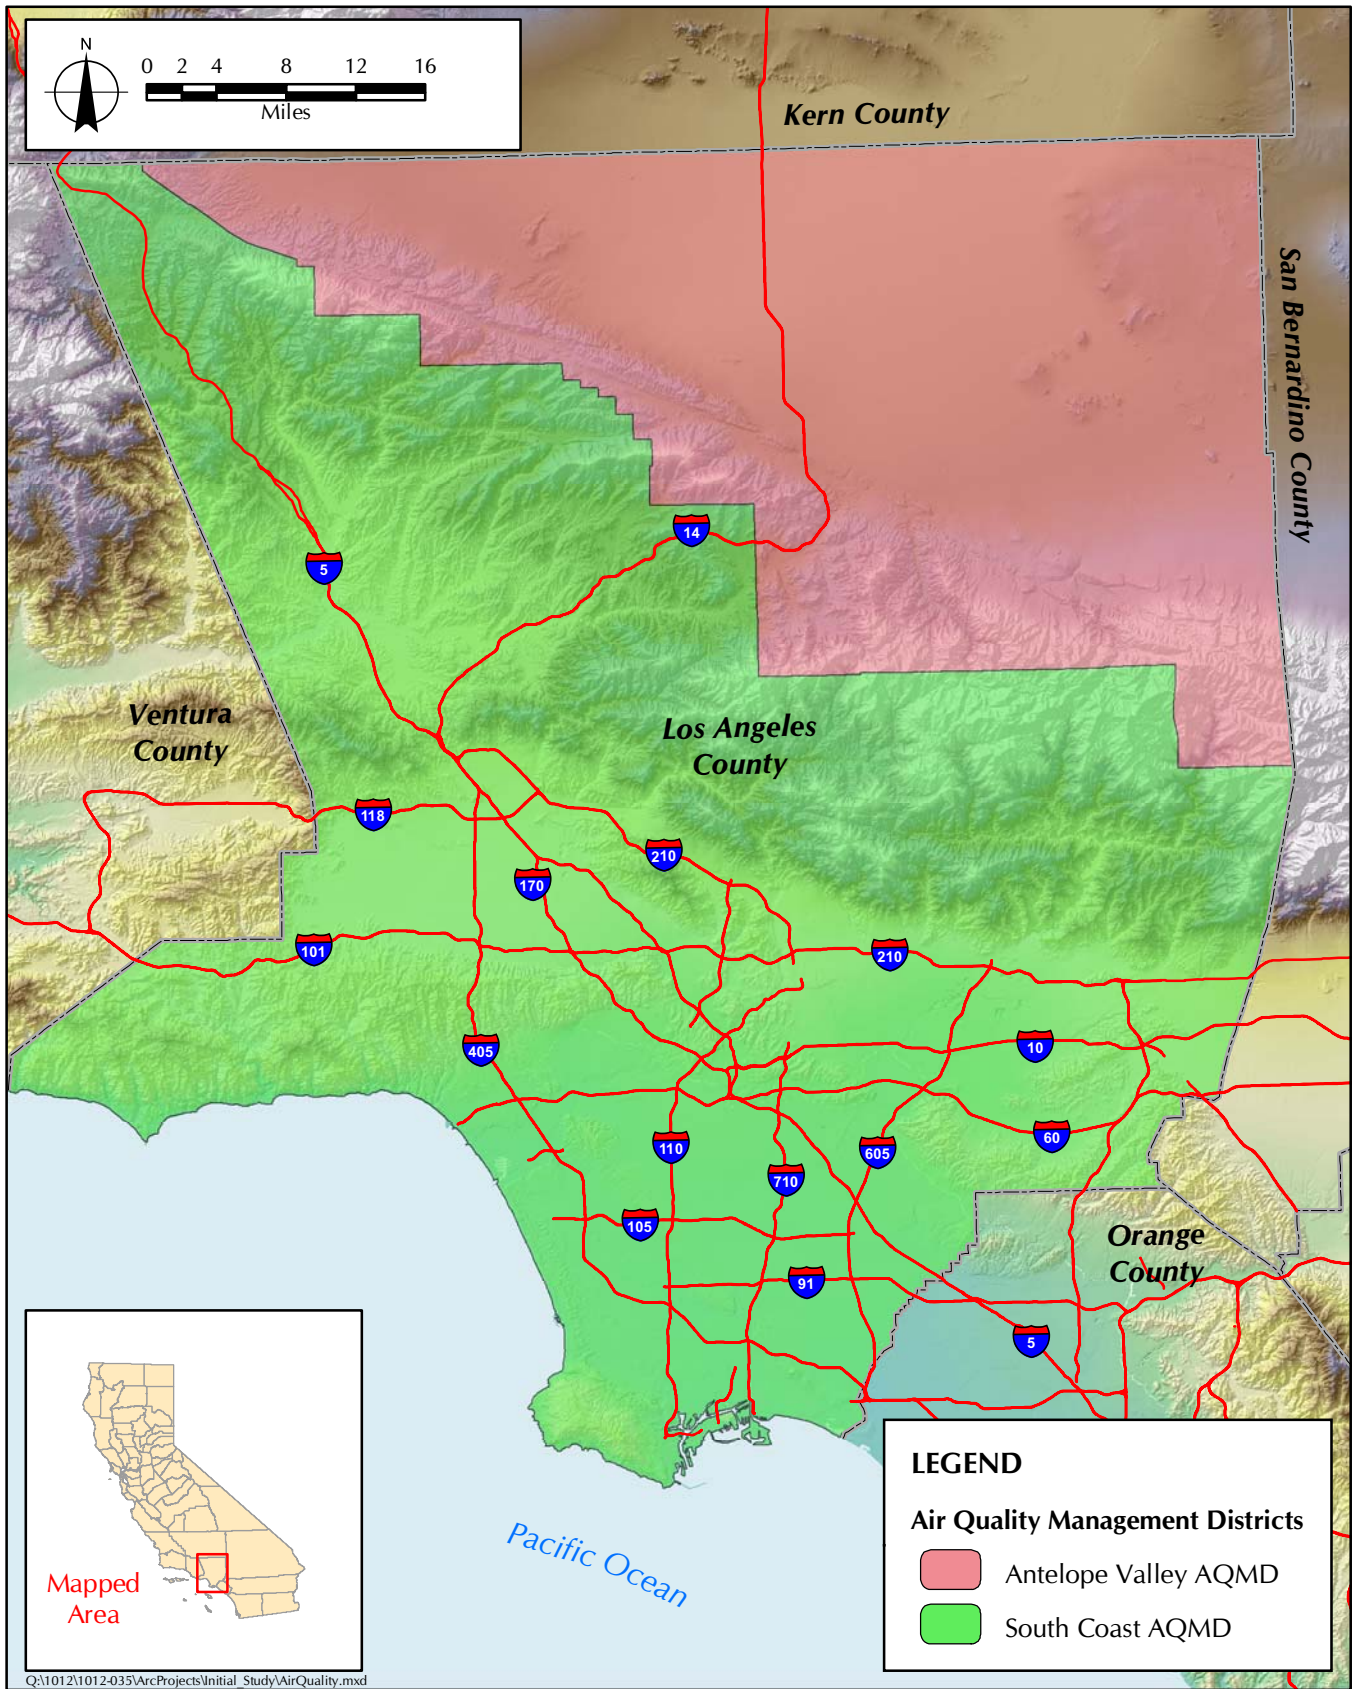 N
0 2 4 8 12 16
Miles
Kern County
San Bernardino County
14
5
Ventura
County
Los Angeles
County
118
210
170
101
210
405
10
110
60
605
710
105
Orange
County
91
5
Pacific Ocean
Mapped
Area
LEGEND
Air Quality Management Districts
Antelope Valley AQMD
South Coast AQMD
Q:\1012\1012-035\ArcProjects\Initial_Study\AirQuality.mxd